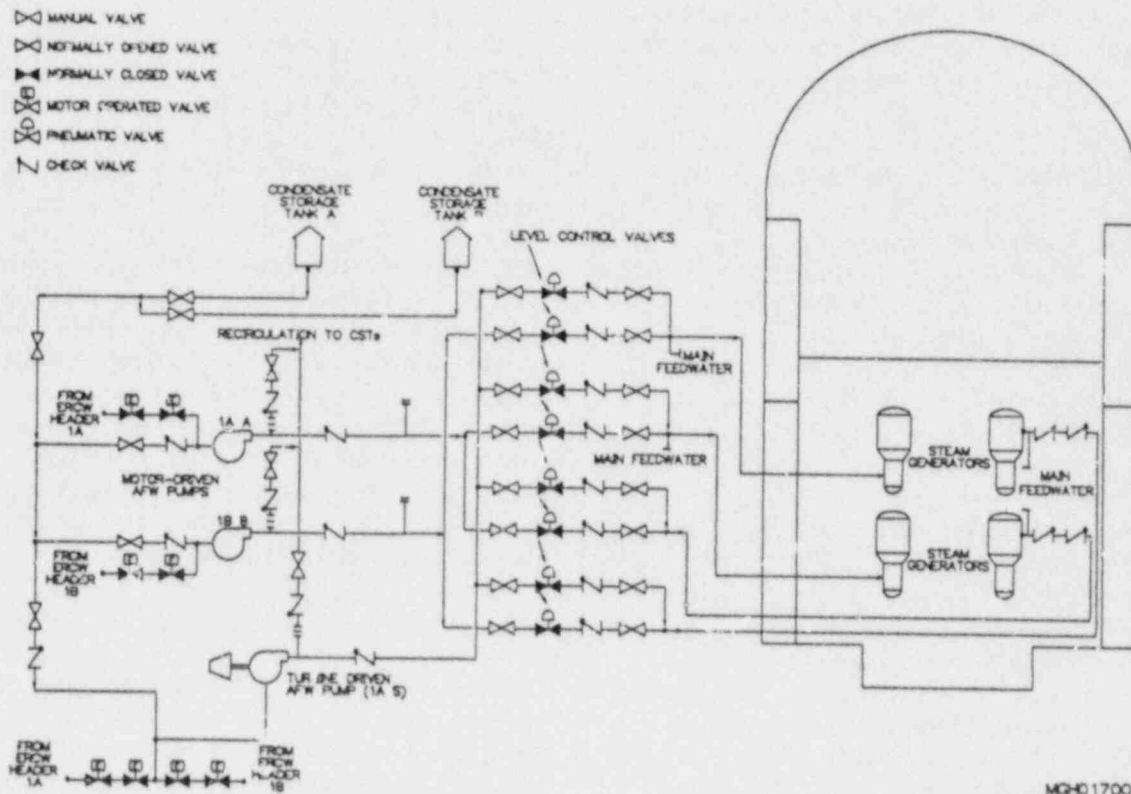 MANUAL VALVE
NORMALLY OPENED VALVE
NORMALLY CLOSED VALVE
MOTOR OPERATED VALVE
PNEUMATIC VALVE
CHECK VALVE
CONDENSATE
STORAGE
TANK A
CONDENSATE
STORAGE
TANK
LEVEL CONTROL VALVES
RECIRCULATION TO CSTs
MAIN
FEEDWATER
FROM
ERCW
HEADER
1A
1A A
MOTOR-DRIVEN
AFW PUMPS
MAIN FEEDWATER
STEAM
GENERATORS
MAIN
FEEDWATER
1B B
FROM
ERCW
HEADER
1B
STEAM
GENERATORS
TURBINE DRIVEN
AFW PUMP (1A S)
FROM
ERCW
HEADER
1A
FROM
FROM
HEADER
1B
MGH01700